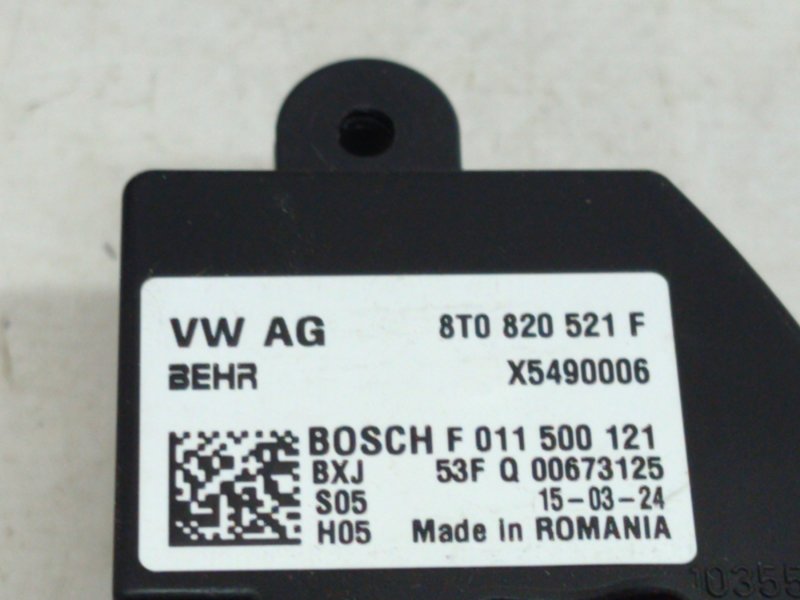 VW AG 8T0 820 521 F
BEHR X5490006
BOSCH F 011 500 121
BXJ 53F Q 00673125
S05 15-03-24
H05 Made in ROMANIA
10355